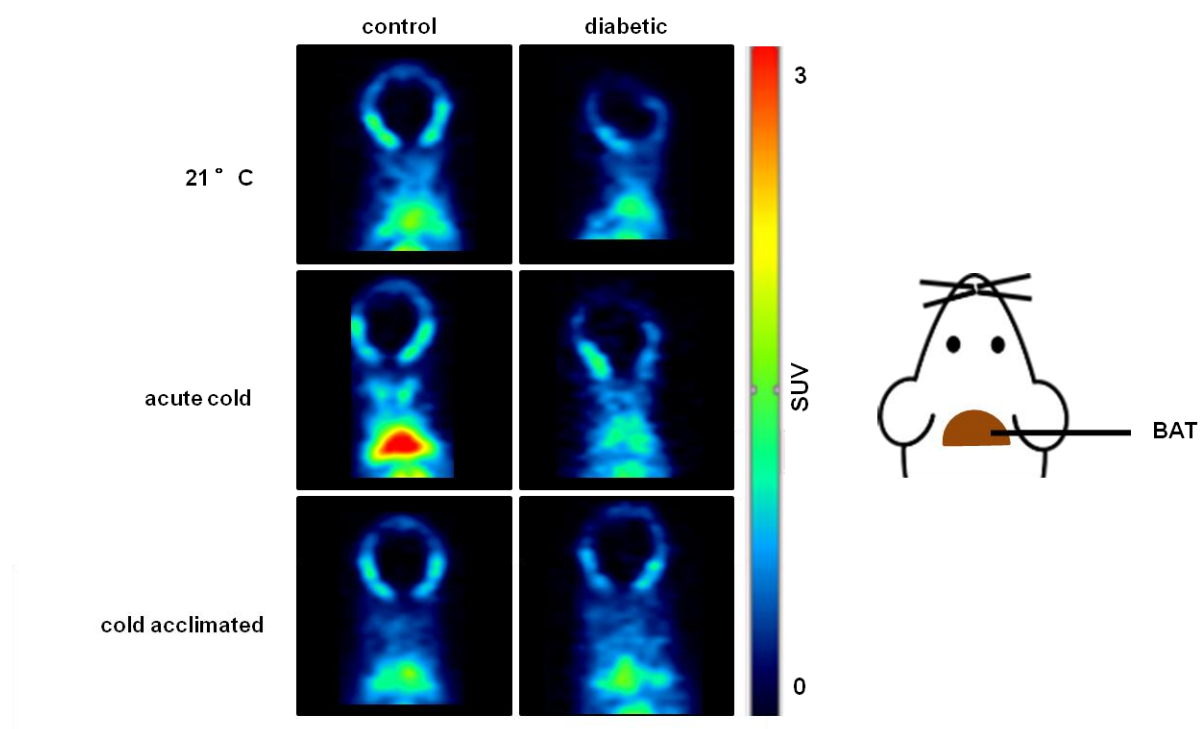 control diabetic
3
21° C
SUV
acute cold
BAT
cold acclimated
0